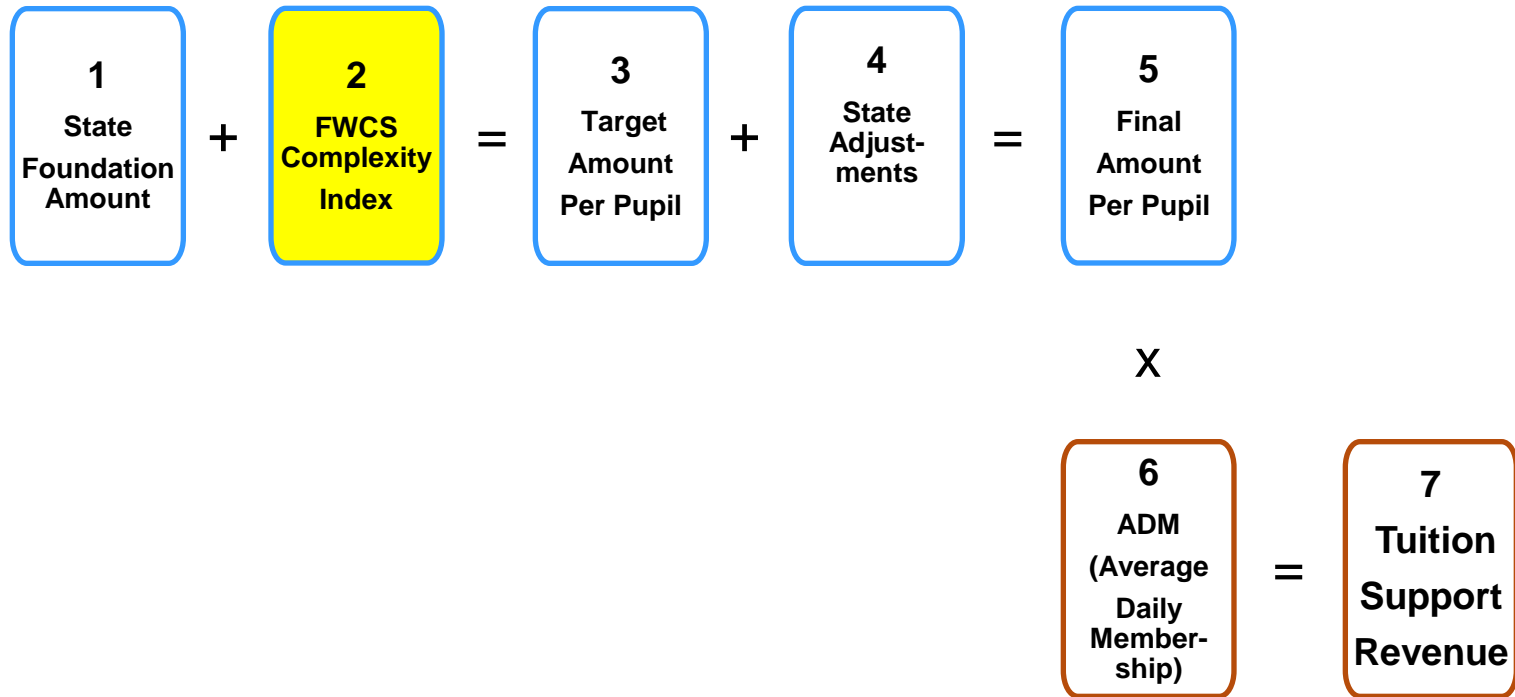 1
State
Foundation
Amount
+
2
FWCS
Complexity
Index
=
3
Target
Amount
Per Pupil
+
4
State
Adjust-
ments
=
5
Final
Amount
Per Pupil
x
6
ADM
(Average
Daily
Member-
ship)
=
7
Tuition
Support
Revenue